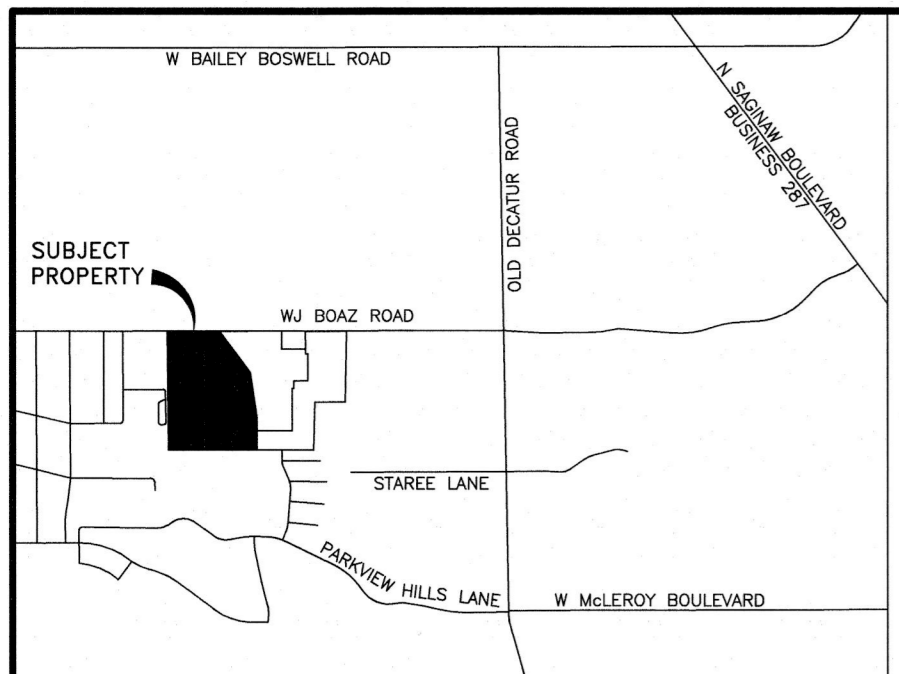 W BAILEY BOSWELL ROAD
N SAGINAW BOULEVARD
BUSINESS 287
OLD DECATUR ROAD
SUBJECT
PROPERTY
WJ BOAZ ROAD
STAREE LANE
PARKVIEW HILLS LANE
W McLEROY BOULEVARD